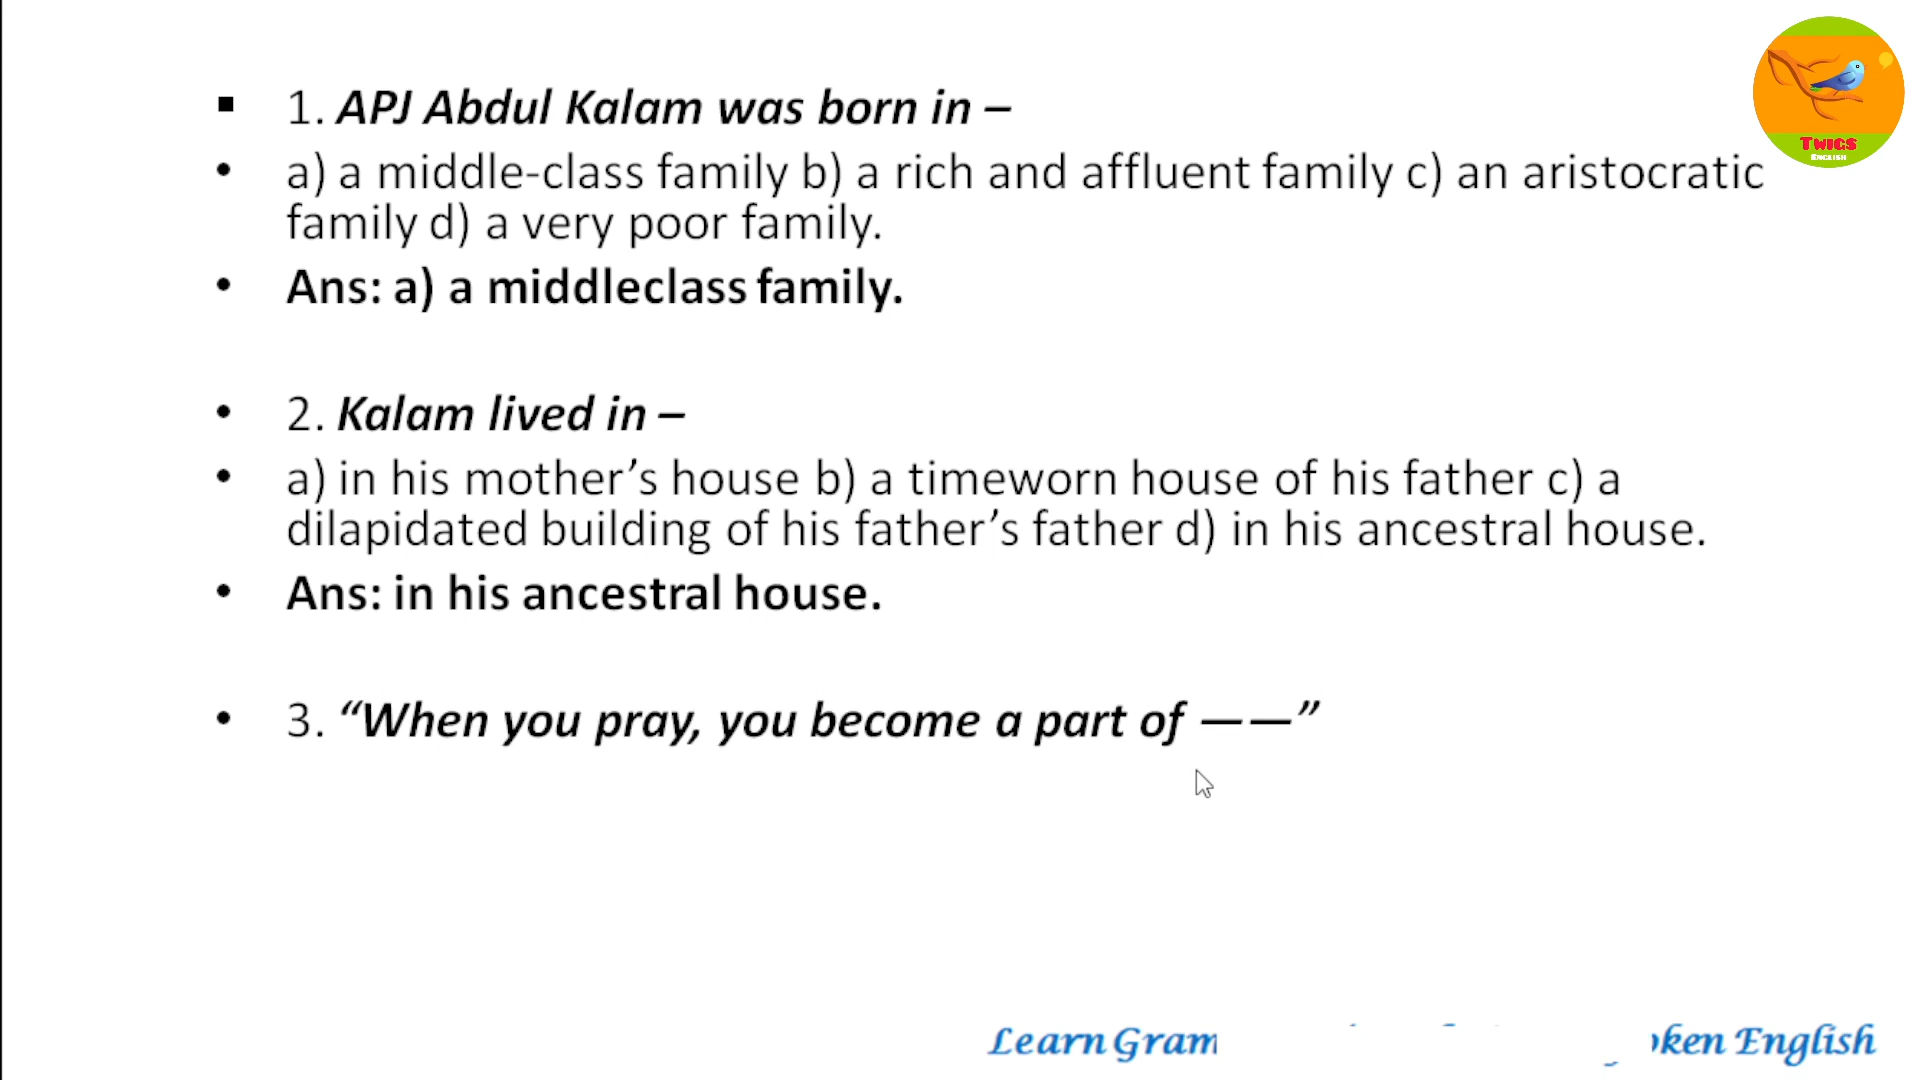 1. APJ Abdul Kalam was born in –
a) a middle-class family b) a rich and affluent family c) an aristocratic
family d) a very poor family.
Ans: a) a middleclass family.
2. Kalam lived in –
a) in his mother’s house b) a timeworn house of his father c) a
dilapidated building of his father’s father d) in his ancestral house.
Ans: in his ancestral house.
3. “When you pray, you become a part of ——”
TWIGS
ENGLISH
Learn Gram
English